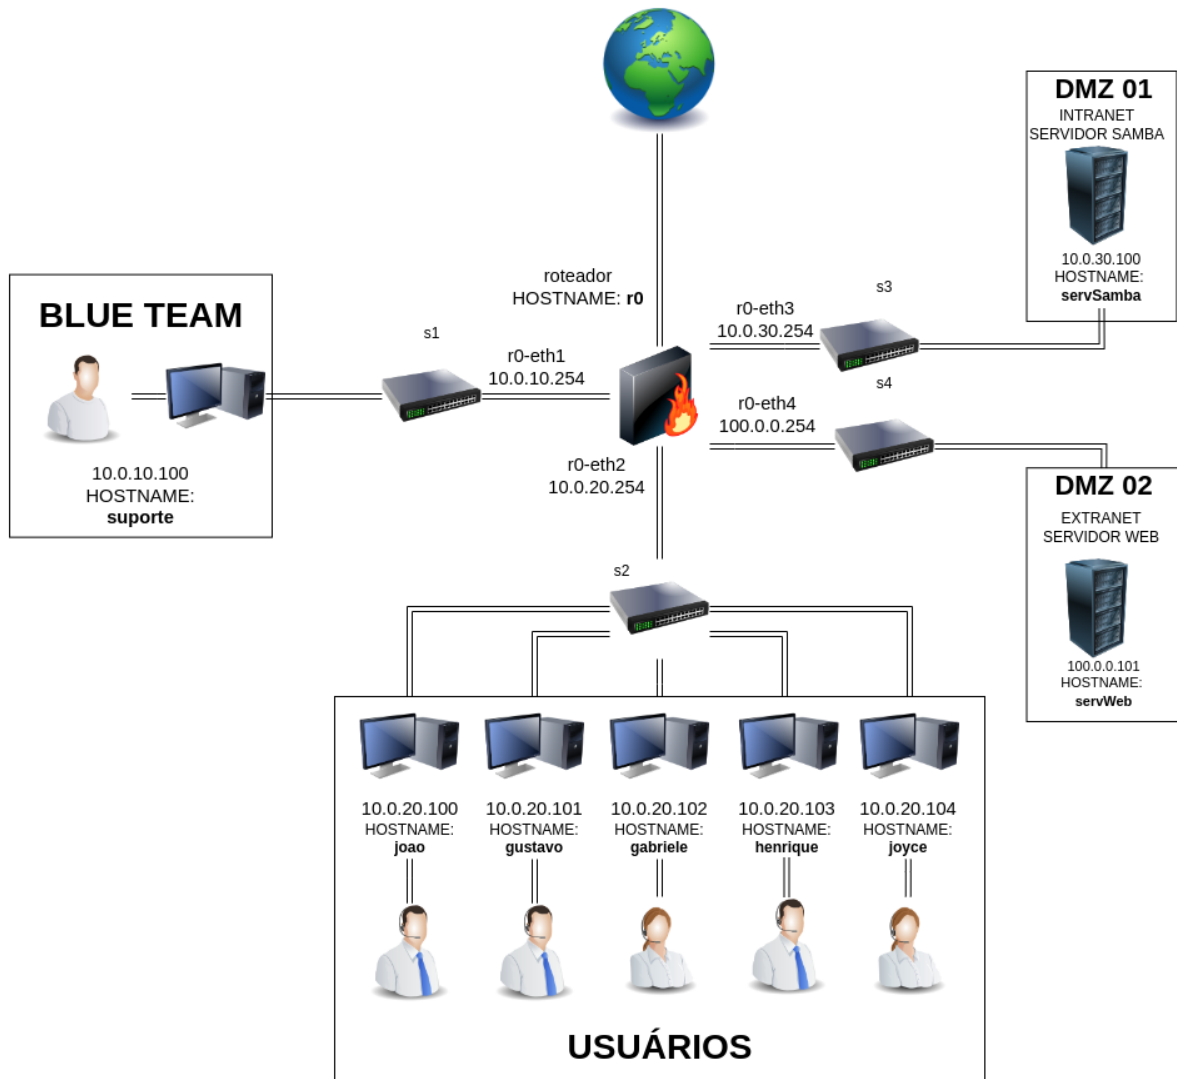 DMZ 01
INTRANET
SERVIDOR SAMBA
10.0.30.100
HOSTNAME:
servSamba
roteador
HOSTNAME: r0
BLUE TEAM
10.0.10.100
HOSTNAME:
suporte
s1
r0-eth1
10.0.10.254
r0-eth3
10.0.30.254
s3
s4
r0-eth4
100.0.0.254
r0-eth2
10.0.20.254
DMZ 02
EXTRANET
SERVIDOR WEB
100.0.0.101
HOSTNAME:
servWeb
s2
10.0.20.100
HOSTNAME:
joao
10.0.20.101
HOSTNAME:
gustavo
10.0.20.102
HOSTNAME:
gabriele
10.0.20.103
HOSTNAME:
henrique
10.0.20.104
HOSTNAME:
joyce
USUÁRIOS